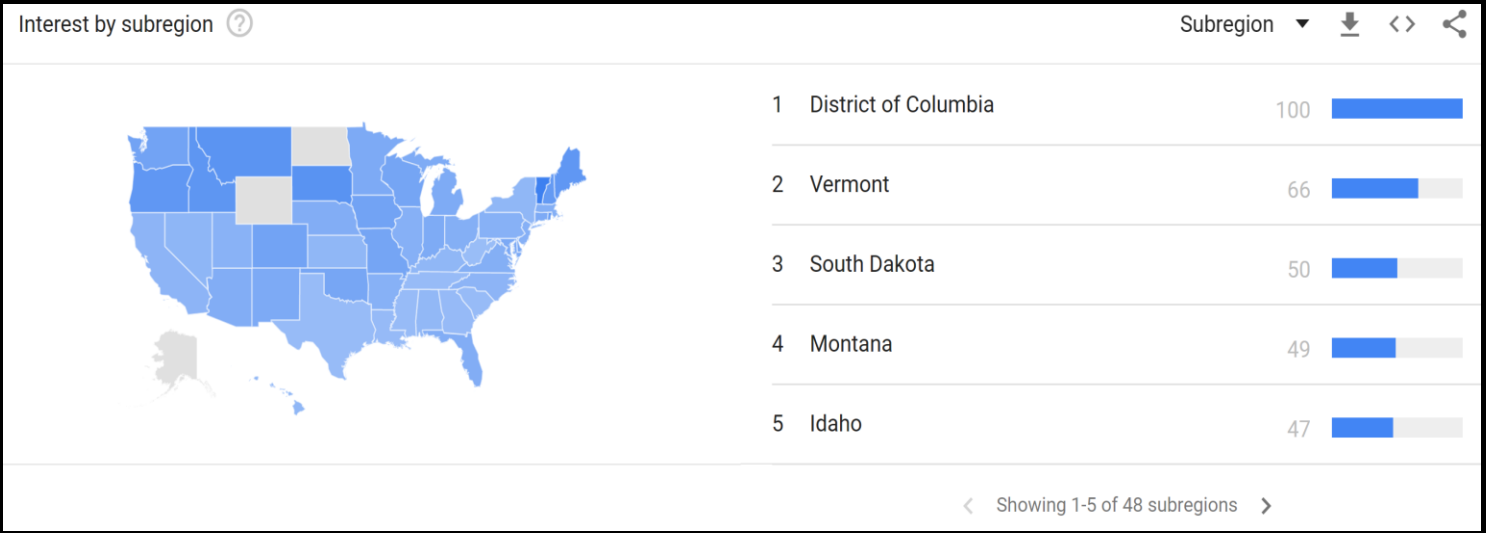 Interest by subregion ?
Subregion
1 District of Columbia 100
2 Vermont 66
3 South Dakota 50
4 Montana 49
5 Idaho 47
Showing 1-5 of 48 subregions